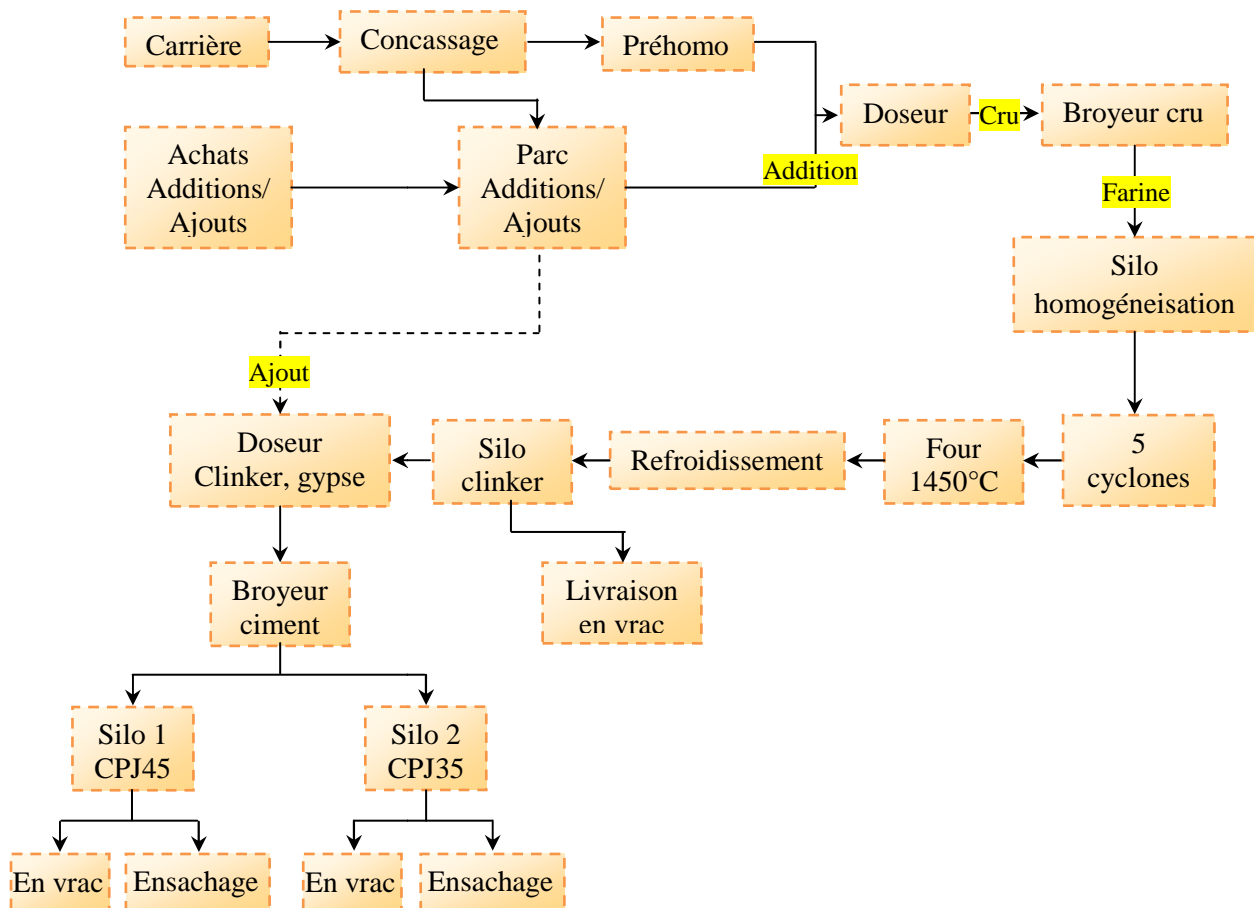 Carrière
Concassage
Préhomo
Doseur
Cru
Broyeur cru
Achats
Additions/
Ajouts
Parc
Additions/
Ajouts
Addition
Farine
Silo
homogéneisation
Ajout
Doseur
Clinker, gypse
Silo
clinker
Refroidissement
Four
1450°C
5
cyclones
Broyeur
ciment
Livraison
en vrac
Silo 1
CPJ45
Silo 2
CPJ35
En vrac
Ensachage
En vrac
Ensachage